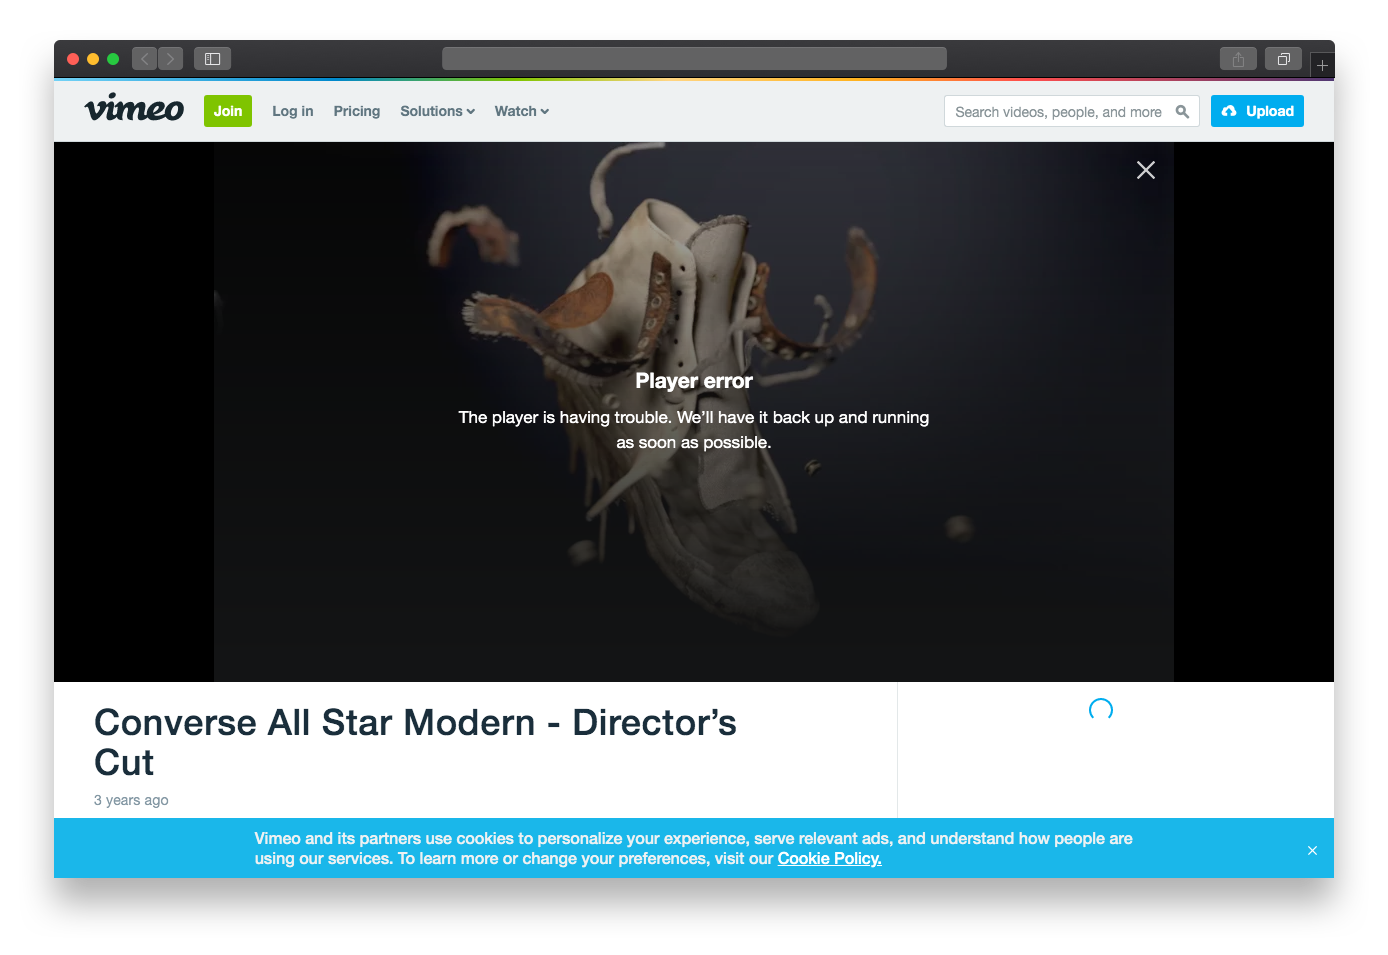 vimeo
Join
Log in
Pricing
Solutions
Watch
Search videos, people, and more
Upload
Player error
The player is having trouble. We’ll have it back up and running
as soon as possible.
Converse All Star Modern - Director’s
Cut
3 years ago
Vimeo and its partners use cookies to personalize your experience, serve relevant ads, and understand how people are
using our services. To learn more or change your preferences, visit our Cookie Policy.